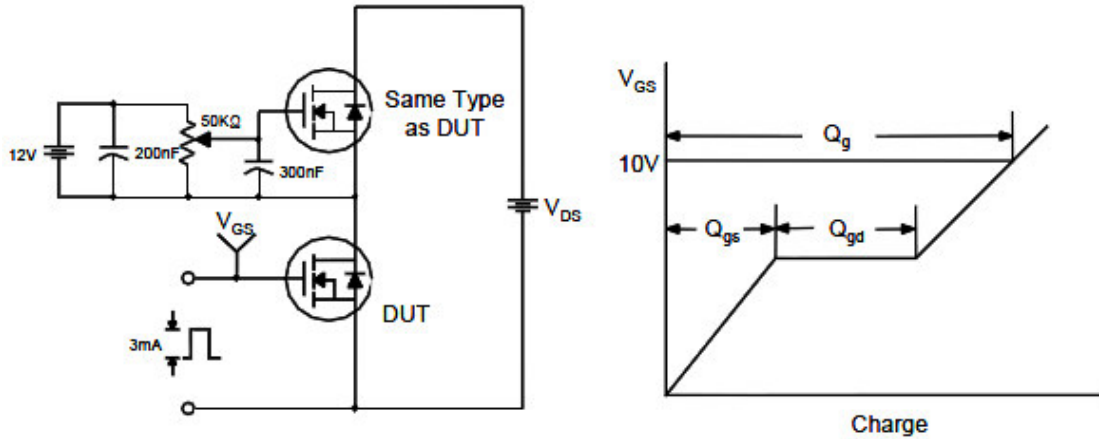 Same Type
as DUT
12V
200nF
50KΩ
300nF
V_GS
V_DS
DUT
3mA
V_GS
Q_g
10V
Q_gs
Q_gd
Charge